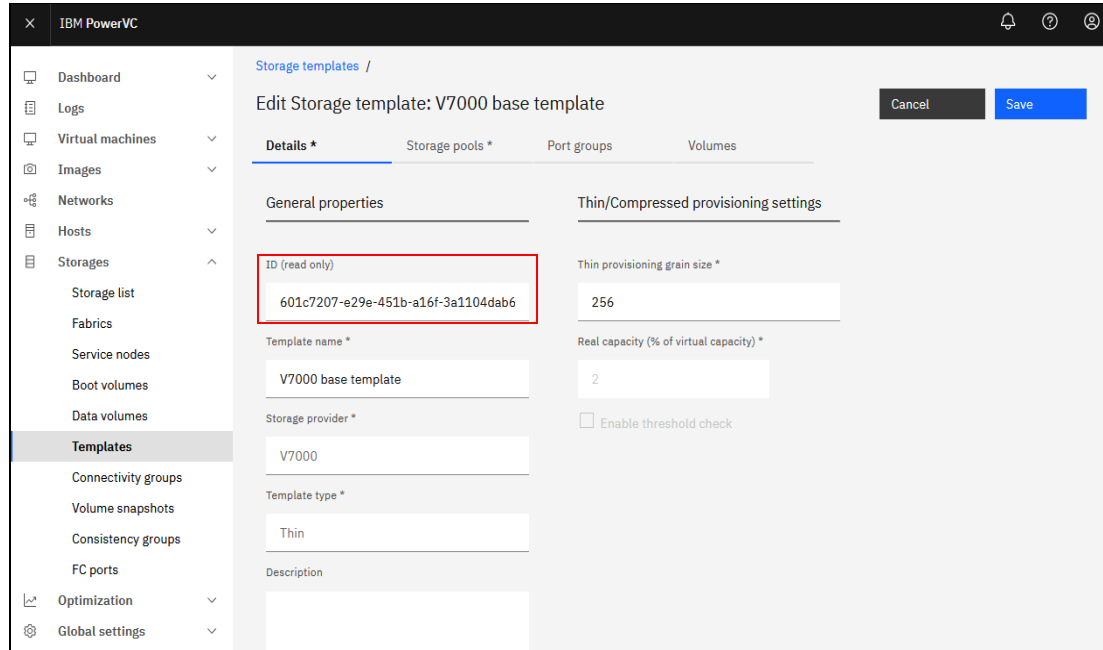 IBM PowerVC
Dashboard
Logs
Virtual machines
Images
Networks
Hosts
Storages
Storage list
Fabrics
Service nodes
Boot volumes
Data volumes
Templates
Connectivity groups
Volume snapshots
Consistency groups
FC ports
Optimization
Global settings
Storage templates /
Edit Storage template: V7000 base template
Cancel
Save
Details *
Storage pools *
Port groups
Volumes
General properties
ID (read only)
601c7207-e29e-451b-a16f-3a1104dab6
Template name *
V7000 base template
Storage provider *
V7000
Template type *
Thin
Description
Thin/Compressed provisioning settings
Thin provisioning grain size *
256
Real capacity (% of virtual capacity) *
2
Enable threshold check